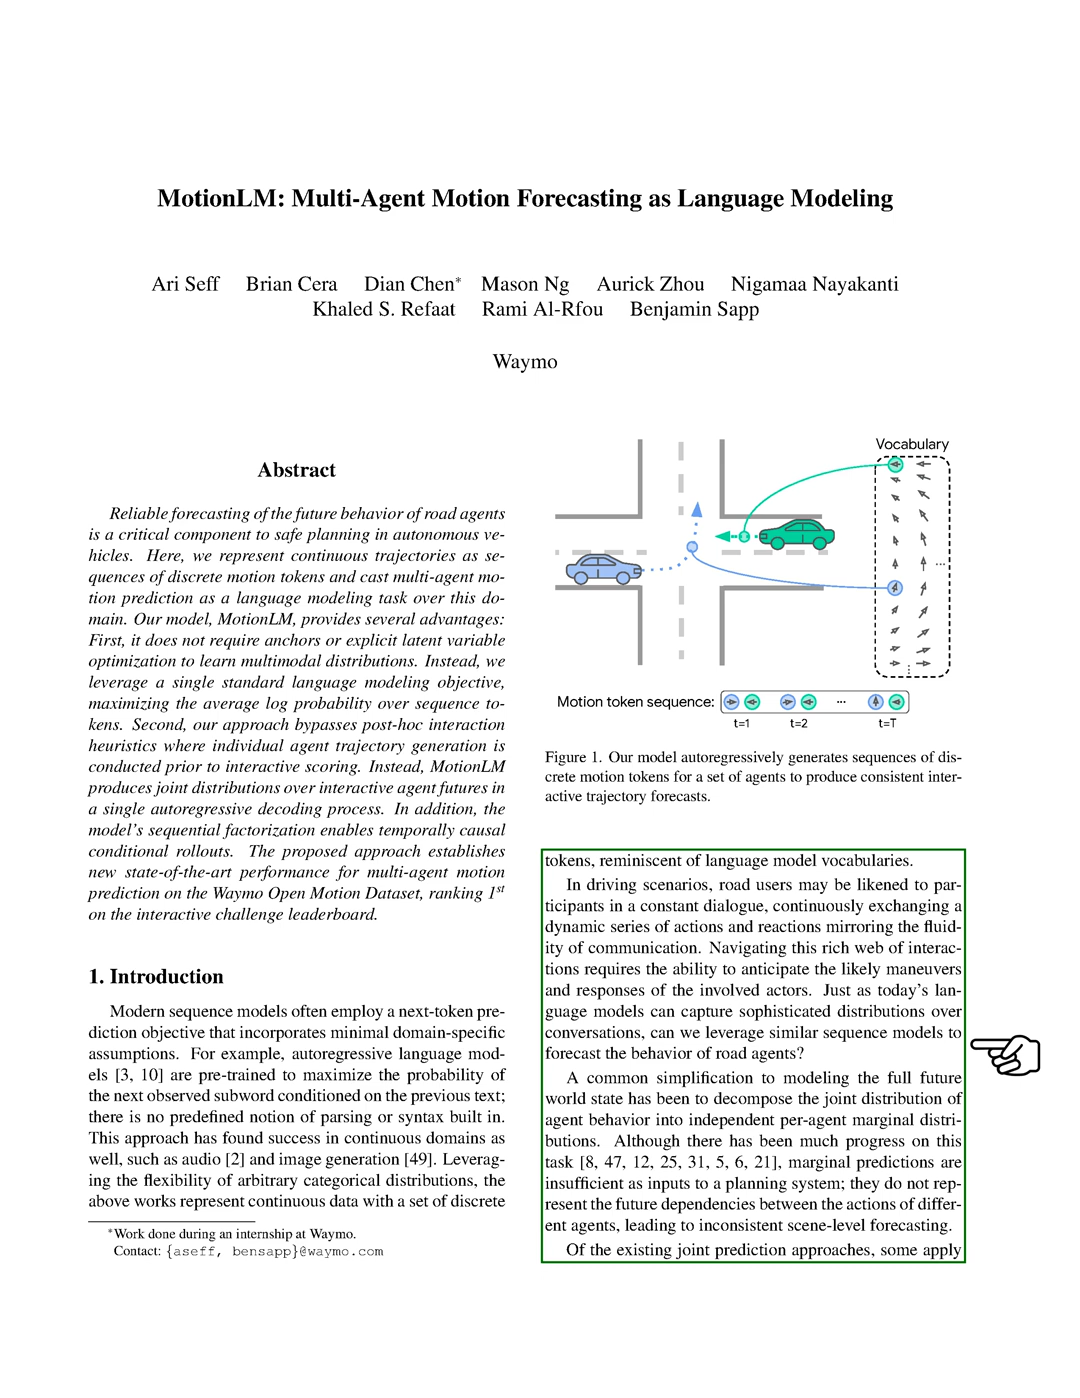 MotionLM: Multi-Agent Motion Forecasting as Language Modeling
Ari Seff Brian Cera Dian Chen* Mason Ng Aurick Zhou Nigamaa Nayakanti
Khaled S. Refaat Rami Al-Rfou Benjamin Sapp
Waymo
Abstract
Reliable forecasting of the future behavior of road agents
is a critical component to safe planning in autonomous ve-
hicles. Here, we represent continuous trajectories as se-
quences of discrete motion tokens and cast multi-agent mo-
tion prediction as a language modeling task over this do-
main. Our model, MotionLM, provides several advantages:
First, it does not require anchors or explicit latent variable
optimization to learn multimodal distributions. Instead, we
leverage a single standard language modeling objective,
maximizing the average log probability over sequence to-
kens. Second, our approach bypasses post-hoc interaction
heuristics where individual agent trajectory generation is
conducted prior to interactive scoring. Instead, MotionLM
produces joint distributions over interactive agent futures in
a single autoregressive decoding process. In addition, the
model's sequential factorization enables temporally causal
conditional rollouts. The proposed approach establishes
new state-of-the-art performance for multi-agent motion
prediction on the Waymo Open Motion Dataset, ranking 1st
on the interactive challenge leaderboard.
1. Introduction
Modern sequence models often employ a next-token pre-
diction objective that incorporates minimal domain-specific
assumptions. For example, autoregressive language mod-
els [3, 10] are pre-trained to maximize the probability of
the next observed subword conditioned on the previous text;
there is no predefined notion of parsing or syntax built in.
This approach has found success in continuous domains as
well, such as audio [2] and image generation [49]. Leverag-
ing the flexibility of arbitrary categorical distributions, the
above works represent continuous data with a set of discrete
*Work done during an internship at Waymo.
Contact: {aseff, bensapp}@waymo.com
Vocabulary
...
Motion token sequence: ...
t=1 t=2 t=T
Figure 1. Our model autoregressively generates sequences of dis-
crete motion tokens for a set of agents to produce consistent inter-
active trajectory forecasts.
tokens, reminiscent of language model vocabularies.
In driving scenarios, road users may be likened to par-
ticipants in a constant dialogue, continuously exchanging a
dynamic series of actions and reactions mirroring the fluid-
ity of communication. Navigating this rich web of interac-
tions requires the ability to anticipate the likely maneuvers
and responses of the involved actors. Just as today's lan-
guage models can capture sophisticated distributions over
conversations, can we leverage similar sequence models to
forecast the behavior of road agents?
A common simplification to modeling the full future
world state has been to decompose the joint distribution of
agent behavior into independent per-agent marginal distri-
butions. Although there has been much progress on this
task [8, 47, 12, 25, 31, 5, 6, 21], marginal predictions are
insufficient as inputs to a planning system; they do not rep-
resent the future dependencies between the actions of differ-
ent agents, leading to inconsistent scene-level forecasting.
Of the existing joint prediction approaches, some apply